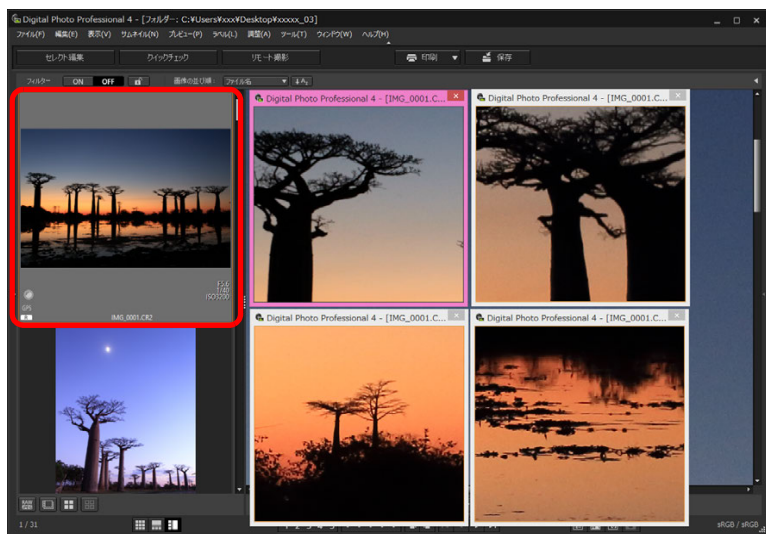 Digital Photo Professional 4 - [フォルダー: C:¥Users¥xxx¥Desktop¥xxxxx_03]
ファイル(F) 編集(E) 表示(V) サムネイル(N) プレビュー(P) ラベル(L) 調整(A) ツール(T) ウィンドウ(W) ヘルプ(H)
セレクト編集 クイックチェック リモート撮影 印刷 保存
フィルター ON OFF 画像の並び順: ファイル名
Digital Photo Professional 4 - [IMG_0001.C...
Digital Photo Professional 4 - [IMG_0001.C...
F5.6
1/40
ISO3200
GPS
IMG_0001.CR2
Digital Photo Professional 4 - [IMG_0001.C...
Digital Photo Professional 4 - [IMG_0001.C...
1 / 31
sRGB / sRGB